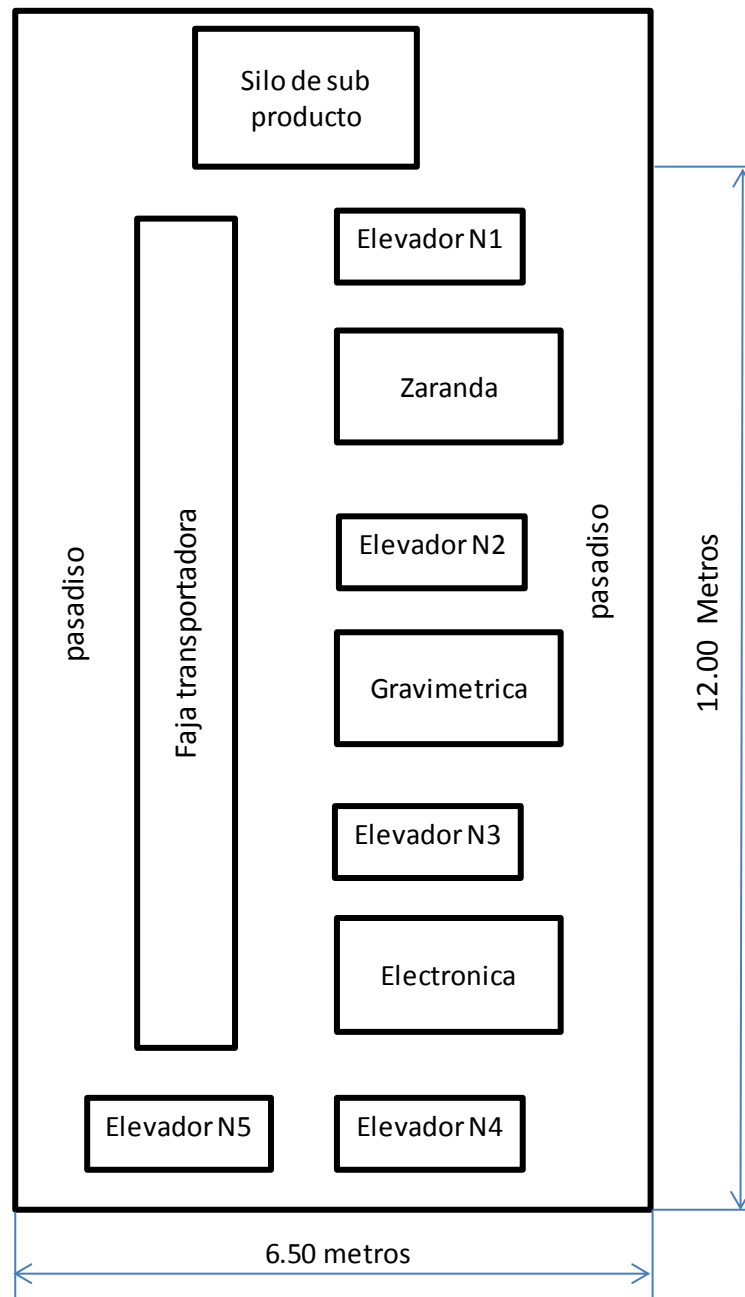 Silo de sub
producto
Elevador N1
Zaranda
Elevador N2
pasadiso
pasadiso
Faja transportadora
12.00 Metros
Gravimetrica
Elevador N3
Electronica
Elevador N5
Elevador N4
6.50 metros